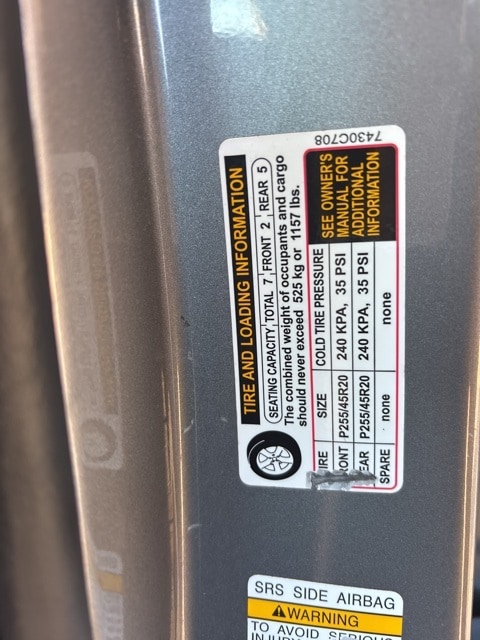 TIRE AND LOADING INFORMATION
SEATING CAPACITY TOTAL 7 FRONT 2 REAR 5
The combined weight of occupants and cargo
should never exceed 525 kg or 1157 lbs.
IRE SIZE COLD TIRE PRESSURE
ONT P255/45R20 240 KPA, 35 PSI
EAR P255/45R20 240 KPA, 35 PSI
SPARE none none
SEE OWNER'S
MANUAL FOR
ADDITIONAL
INFORMATION
7430C708
SRS SIDE AIRBAG
WARNING
TO AVOID SERIOUS